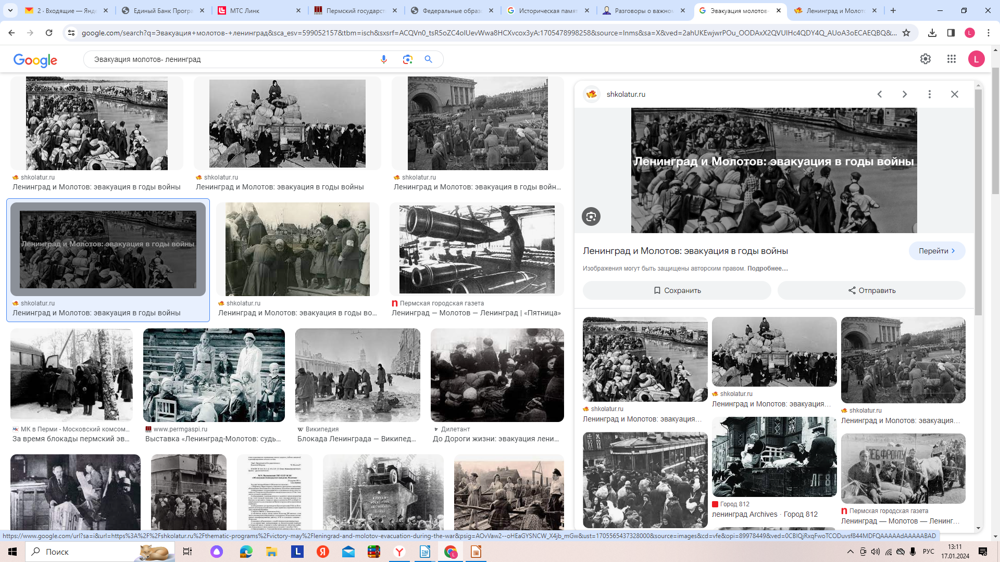 2 - Входящие — Янде
Единый Банк Програ
МТС Линк
Пермский государст
Федеральные образо
Историческая памят
Разговоры о важном
Эвакуация молотов-
Ленинград и Молото
google.com/search?q=Эвакуация+молотов-+ленинград&sca_esv=599052157&tbm=isch&sxsrf=ACQVn0_tsR5oZC4olUevWwa8HCXvcox3yA:1705478998258&source=lnms&sa=X&ved=2ahUKEwjwrPOu_OODAxX2QVUIHc4QDY4Q_AUoA3oECAEQBQ&...
L
Google
Эвакуация молотов- ленинград
L
shkolatur.ru
Ленинград и Молотов: эвакуация в годы войны
shkolatur.ru
Ленинград и Молотов: эвакуация в годы войны
shkolatur.ru
Ленинград и Молотов: эвакуация в годы войн...
Ленинград и Молотов: эвакуация в годы войны
shkolatur.ru
Ленинград и Молотов: эвакуация в годы войны
shkolatur.ru
Ленинград и Молотов: эвакуация в годы во...
Пермская городская газета
Ленинград — Молотов — Ленинград | «Пятница»
МК в Перми - Московский комсом...
За время блокады пермский эв...
www.permgaspi.ru
Выставка «Ленинград-Молотов: судь...
Википедия
Блокада Ленинграда — Википед...
Дилетант
До Дороги жизни: эвакуация лени...
shkolatur.ru
Ленинград и Молотов: эвакуация в годы войны
Ленинград и Молотов: эвакуация в годы войны
Перейти
Изображения могут быть защищены авторским правом. Подробнее...
Сохранить
Отправить
shkolatur.ru
Ленинград и Молотов: эвакуация...
shkolatur.ru
Ленинград и Молотов: эвакуация...
shkolatur.ru
Ленинград и Молотов: эвакуация...
ЛГ 8
Город 812
ленинград Archives · Город 812
ЛЕБ ФРОНТУ
Пермская городская газета
Ленинград — Молотов — Ленинг...
https://www.google.com/url?sa=i&url=https%3A%2F%2Fshkolatur.ru%2Fthematic-programs%2Fvictory-may%2Fleningrad-and-molotov-evacuation-during-the-war&psig=AOvVaw2--oHEaGYSNCW_X4jb_mGw&ust=1705565437328000&source=images&cd=vfe&opi=89978449&ved=0CBIQjRxqFwoTCODuvsf844MDFQAAAAAdAAAAABAD
Поиск
L
РУС
13:11
17.01.2024